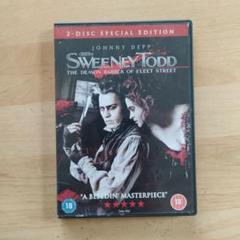 2-DISC SPECIAL EDITION
JOHNNY DEPP
SWEENEY TODD
THE DEMON BARBER OF FLEET STREET
"A BLEEDIN' MASTERPIECE"
18
18